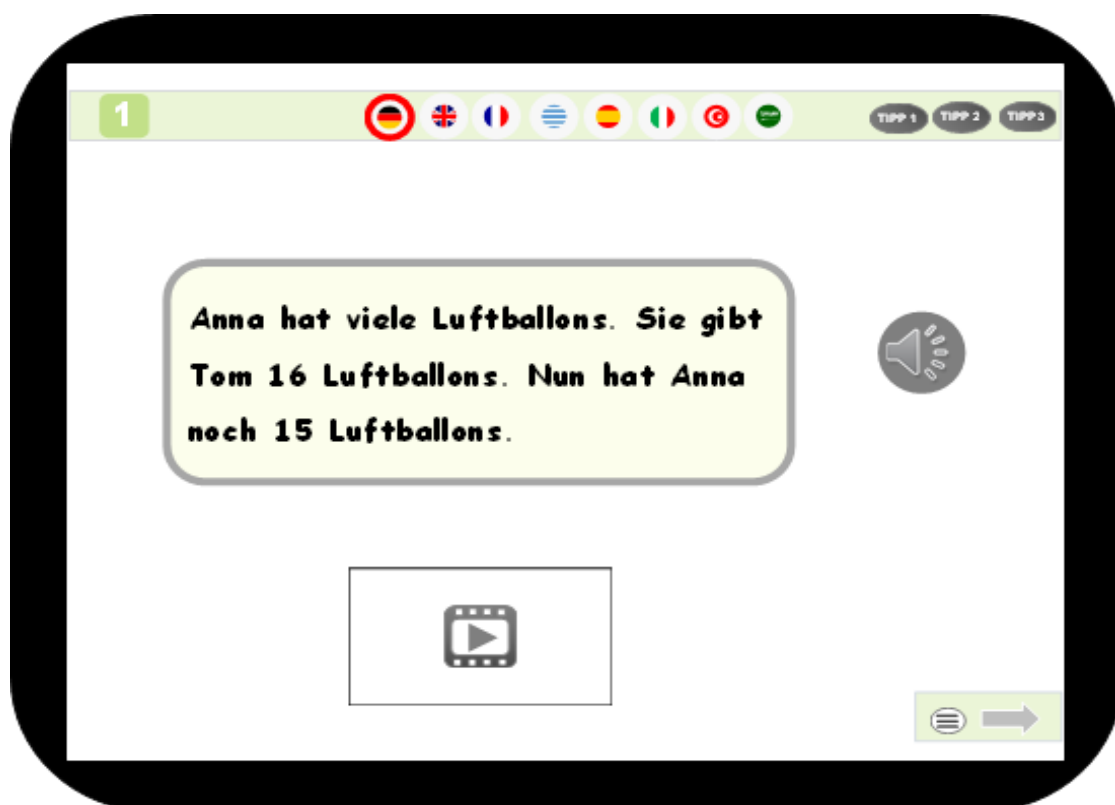 1
TIPP 1 TIPP 2 TIPP 3
Anna hat viele Luftballons. Sie gibt
Tom 16 Luftballons. Nun hat Anna
noch 15 Luftballons.